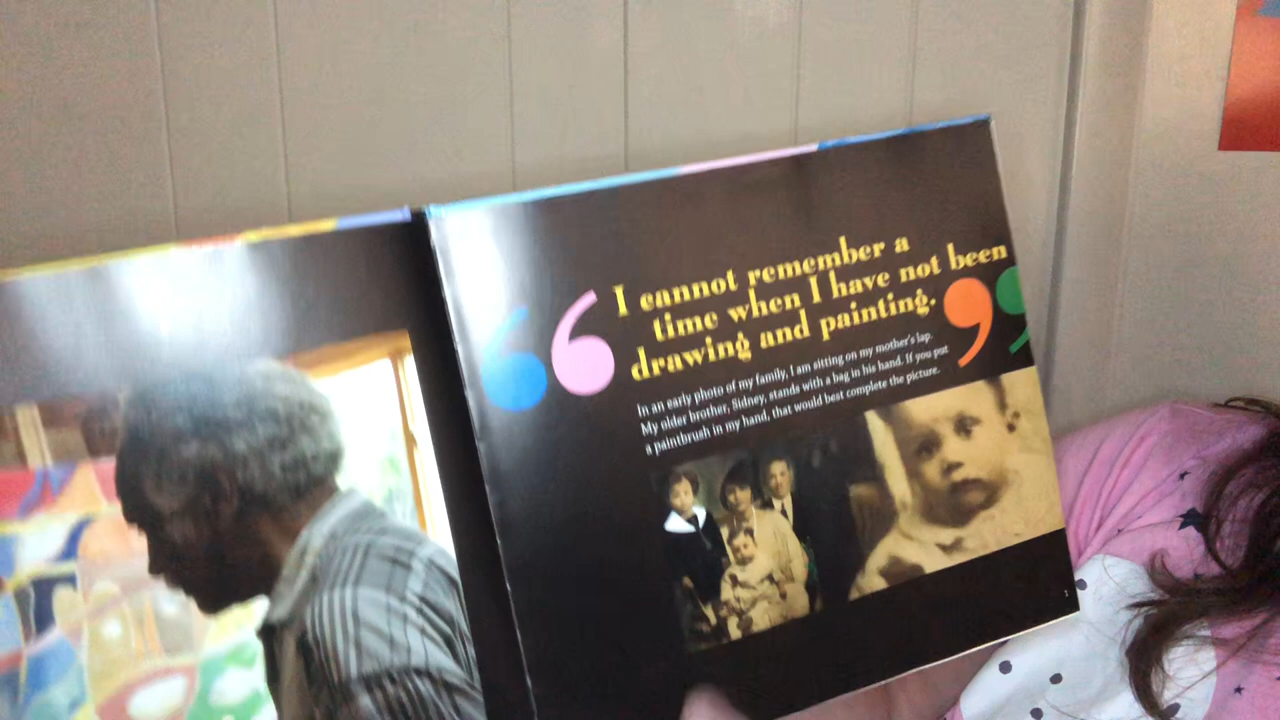 I cannot remember a
time when I have not been
drawing and painting.
In an early photo of my family, I am sitting on my mother's lap.
My older brother, Sidney, stands with a bag in his hand. If you put
a paintbrush in my hand, that would best complete the picture.